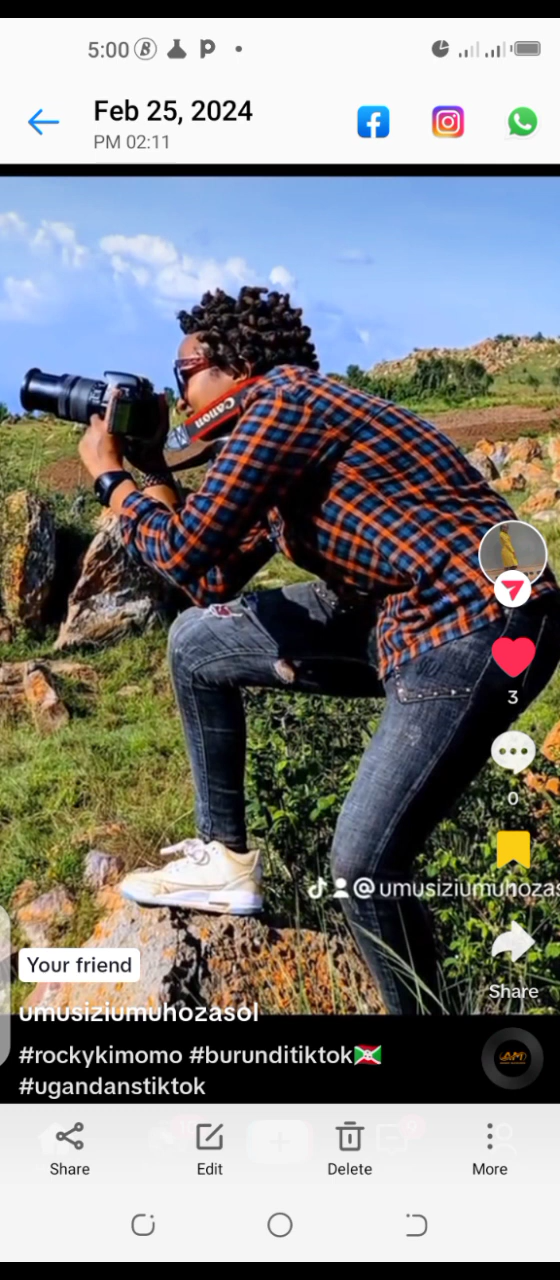 5:00
Feb 25, 2024
PM 02:11
Canon
3
0
@umusiziumuhozas
Share
Your friend
umusiziumuhozasol
#rockykimomo #burunditiktok🇧🇮
#ugandanstiktok
AM
Share Edit Delete More